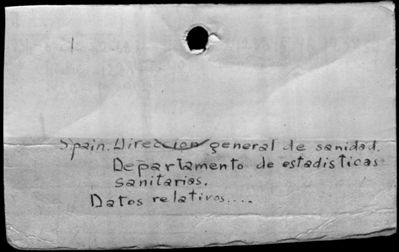 Spain. Direccion general de sanidad.
Departamento de estadisticas
sanitarias.
Datos relativos....